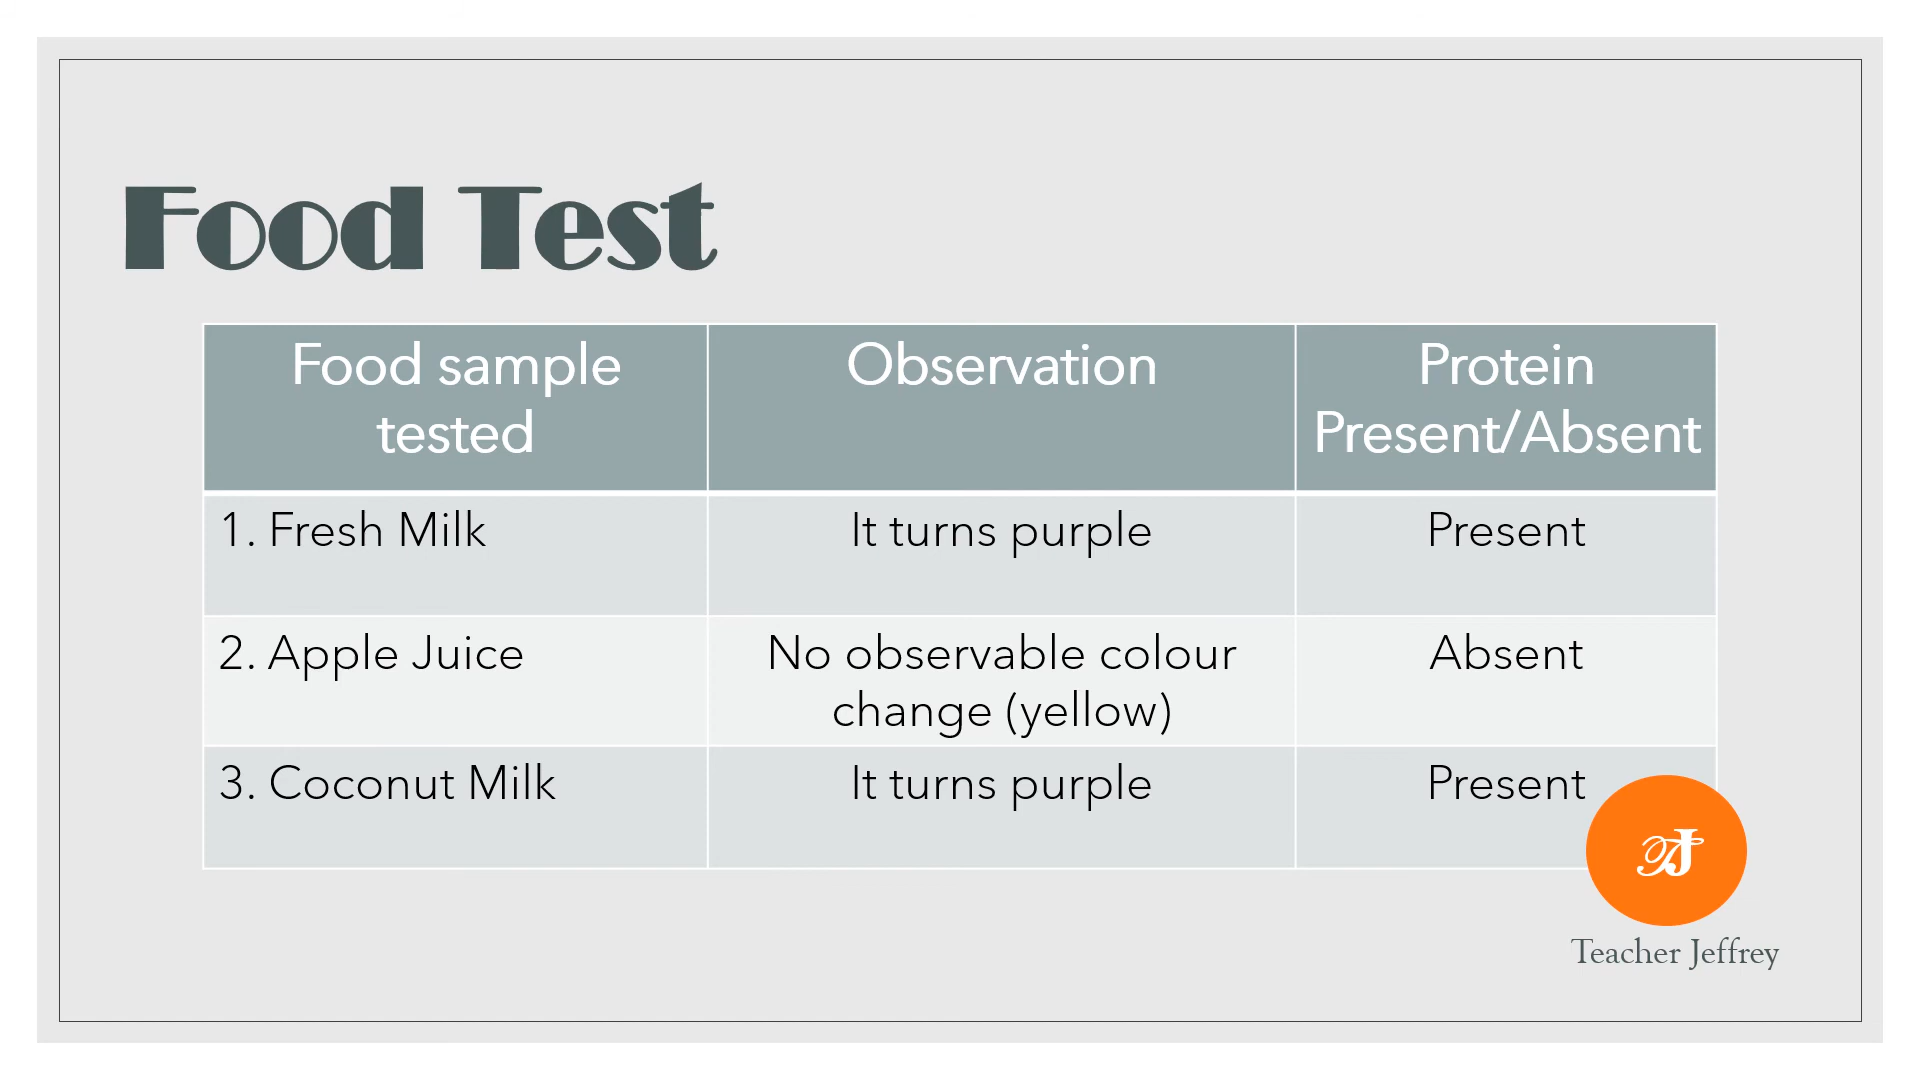 Food Test
Food sample
tested
Observation
Protein
Present/Absent
1. Fresh Milk
It turns purple
Present
2. Apple Juice
No observable colour
change (yellow)
Absent
3. Coconut Milk
It turns purple
Present
TJ
Teacher Jeffrey